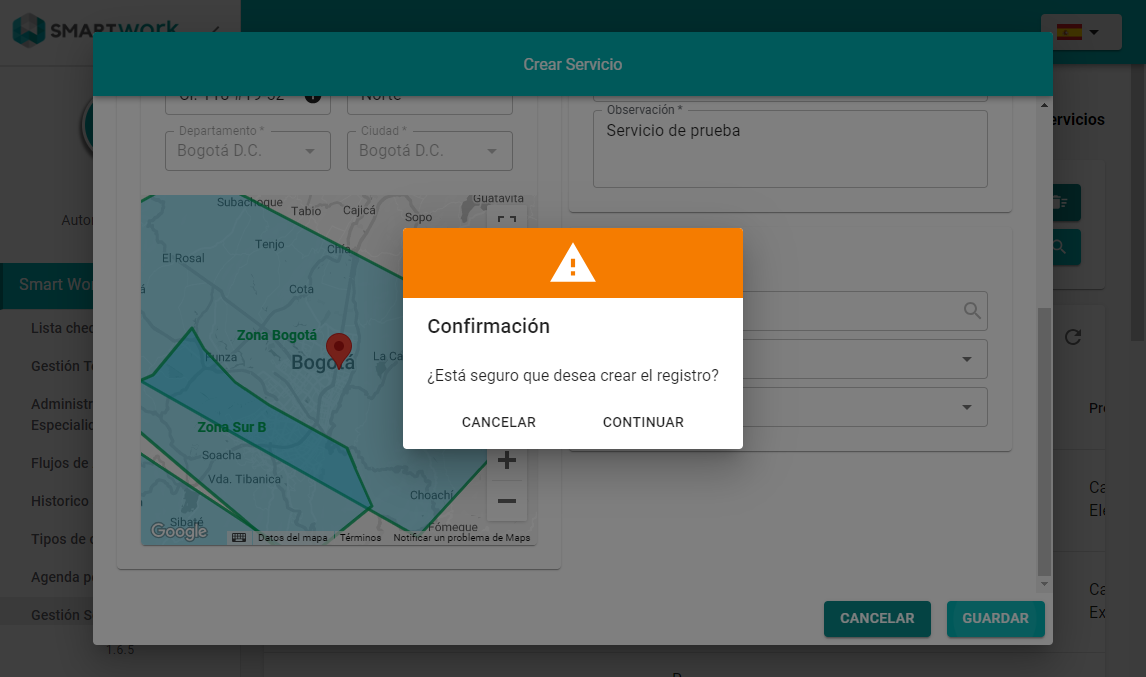 SMARTWORK
Crear Servicio
Cl. 116 #19-52
Norte
Departamento *
Bogotá D.C.
Ciudad *
Bogotá D.C.
Observación *
Servicio de prueba
Smart Wo
Lista chec
Gestión Te
Administr
Especialid
Flujos de
Historico
Tipos de
Agenda p
Gestión S
1.6.5
Subachoque
Tabio
Cajicá
Guatavita
Sopo
Tenjo
Chía
El Rosal
Cota
Zona Bogotá
Funza
Bogotá
La Ca
Zona Sur B
Soacha
Vda. Tibanica
Choachí
Sibaté
Fómeque
Google
Datos del mapa
Términos
Notificar un problema de Maps
Confirmación
¿Está seguro que desea crear el registro?
CANCELAR
CONTINUAR
ervicios
Pr
Ca
Ele
Ca
Ex
CANCELAR
GUARDAR